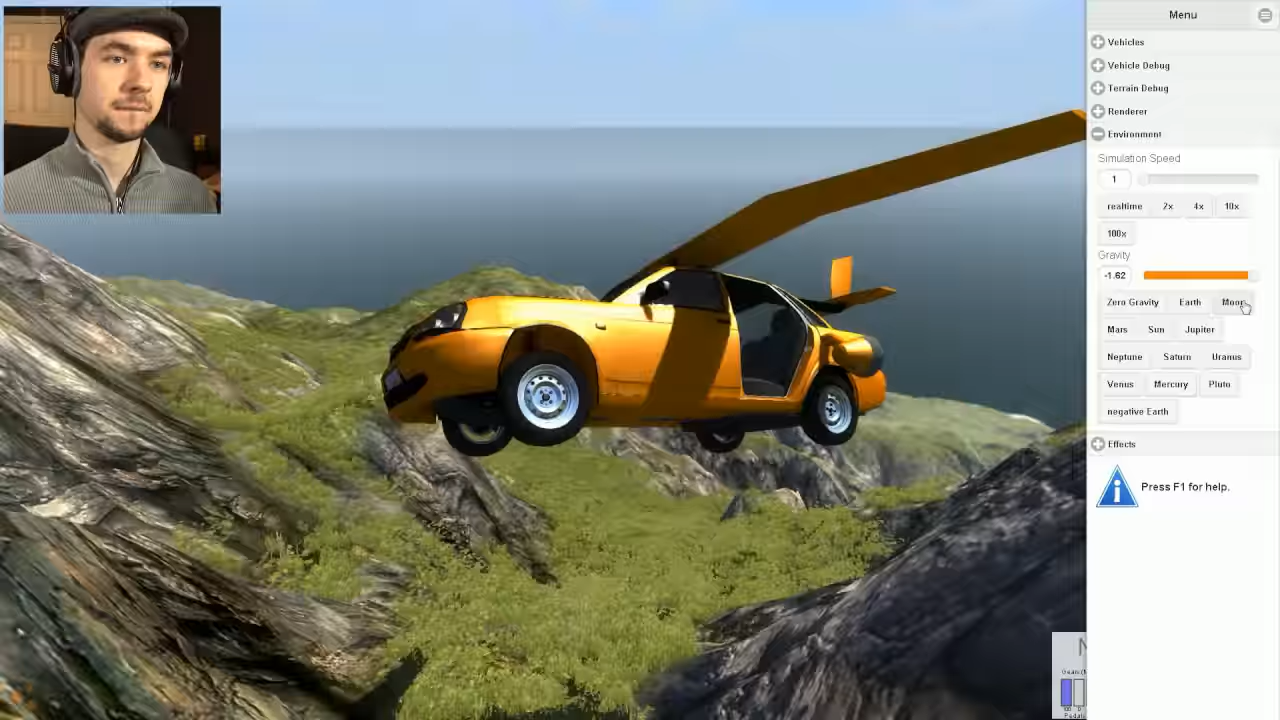 Menu
Vehicles
Vehicle Debug
Terrain Debug
Renderer
Environment
Simulation Speed
1
realtime 2x 4x 10x
100x
Gravity
-1.62
Zero Gravity Earth Moon
Mars Sun Jupiter
Neptune Saturn Uranus
Venus Mercury Pluto
negative Earth
Effects
Press F1 for help.
N
Pedals